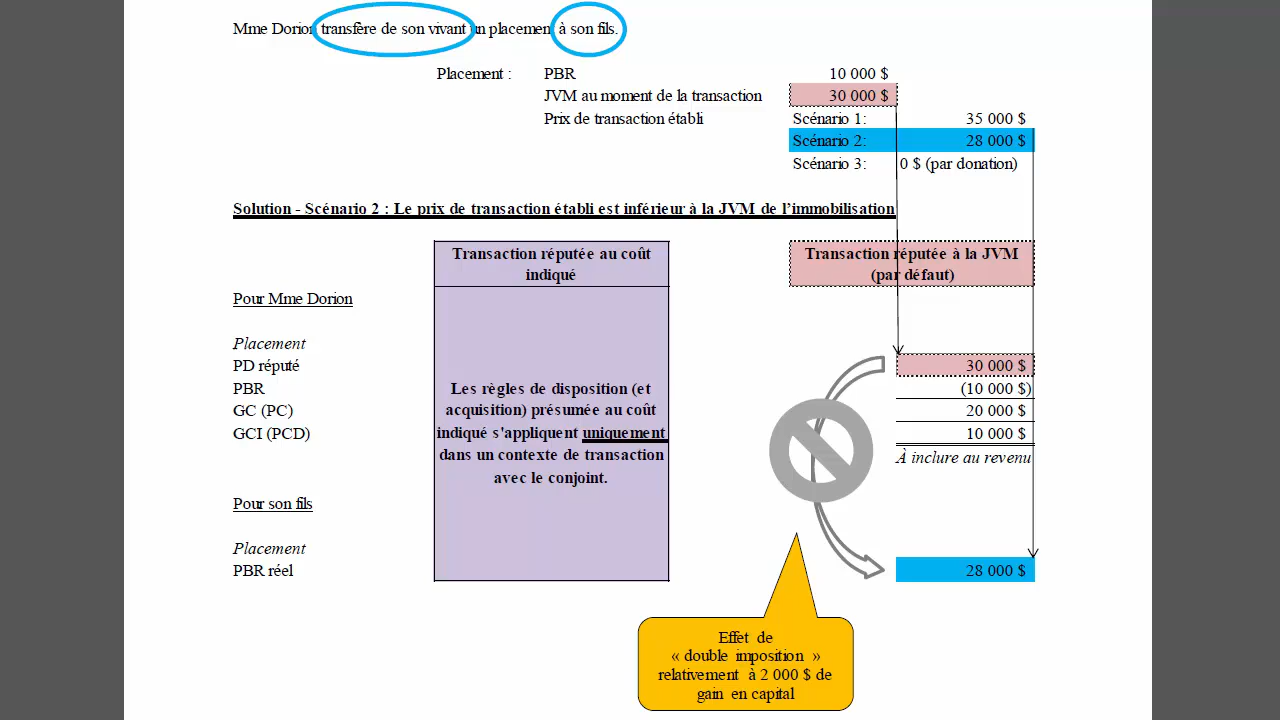 Mme Dorion transfère de son vivant un placement à son fils.
Placement : PBR 10 000 $
JVM au moment de la transaction 30 000 $
Prix de transaction établi Scénario 1: 35 000 $
Scénario 2: 28 000 $
Scénario 3: 0 $ (par donation)
Solution - Scénario 2 : Le prix de transaction établi est inférieur à la JVM de l’immobilisation
Transaction réputée au coût
indiqué
Transaction réputée à la JVM
(par défaut)
Pour Mme Dorion
Placement
PD réputé 30 000 $
PBR (10 000 $)
GC (PC) 20 000 $
GCI (PCD) 10 000 $
À inclure au revenu
Les règles de disposition (et
acquisition) présumée au coût
indiqué s'appliquent uniquement
dans un contexte de transaction
avec le conjoint.
Pour son fils
Placement
PBR réel 28 000 $
Effet de
« double imposition »
relativement à 2 000 $ de
gain en capital